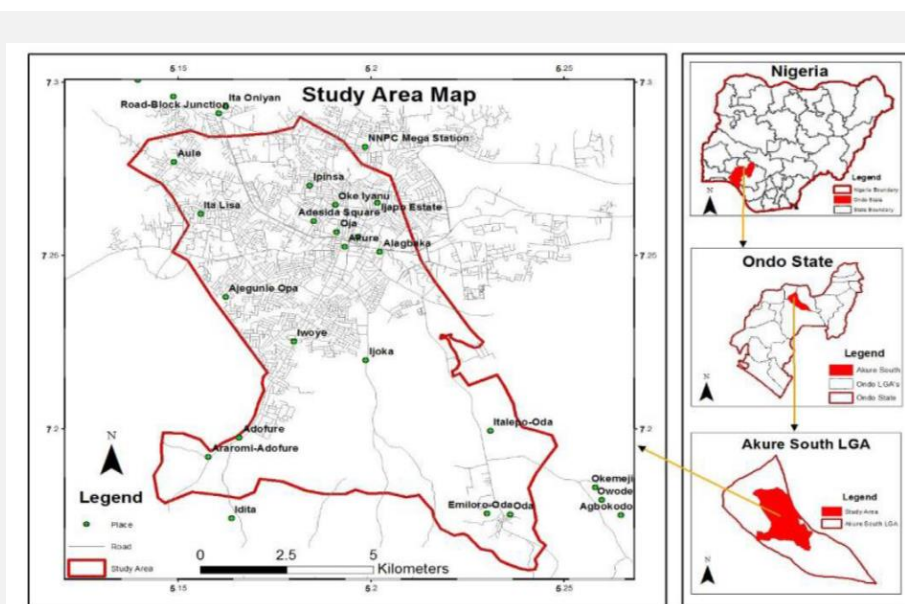 Study Area Map
5.15 5.2 5.25
7.3 7.3
7.25 7.25
7.2 7.2
5.15 5.2 5.25
Road-Block Junction
Ita Oniyan
NNPC Mega Station
Aule
Ipinsa
Oke Iyanu
Ijapo Estate
Ita Lisa
Adesida Square
Oja
Akure
Alagbaka
Ajegunle Opa
Iwoye
Ijoka
Italepo-Oda
Adofure
Araromi-Adofure
Okemeji
Owode
Agbokodo
Emiloro-Oda
Oda
Idita
N
Legend
Place
Road
Study Area
0 2.5 5
Kilometers
Nigeria
Legend
Nigeria Boundary
Ondo State
State Boundary
N
Ondo State
Legend
Akure South
Ondo LGA's
Ondo State
N
Akure South LGA
Legend
Study Area
Akure South LGA
N